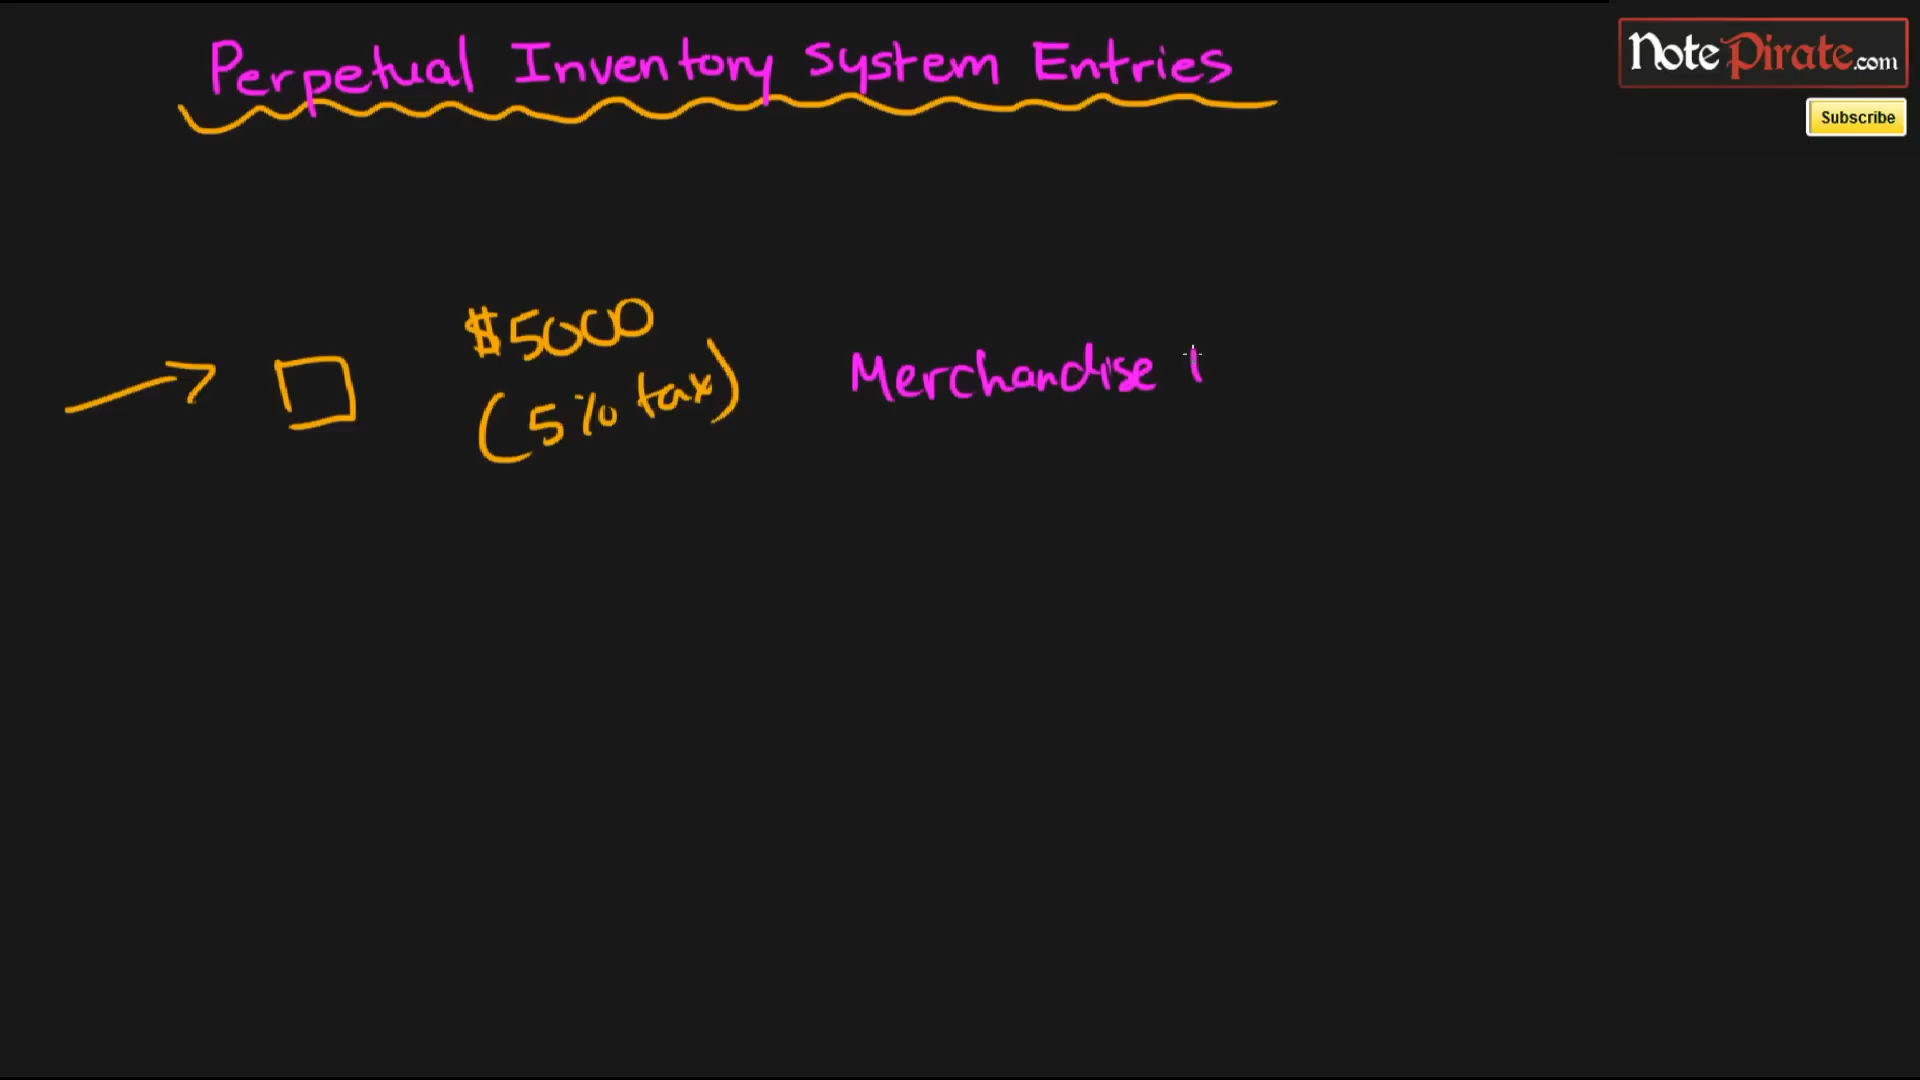 Perpetual Inventory System Entries
NotePirate.com
Subscribe
$5000
(5% tax)
Merchandise I